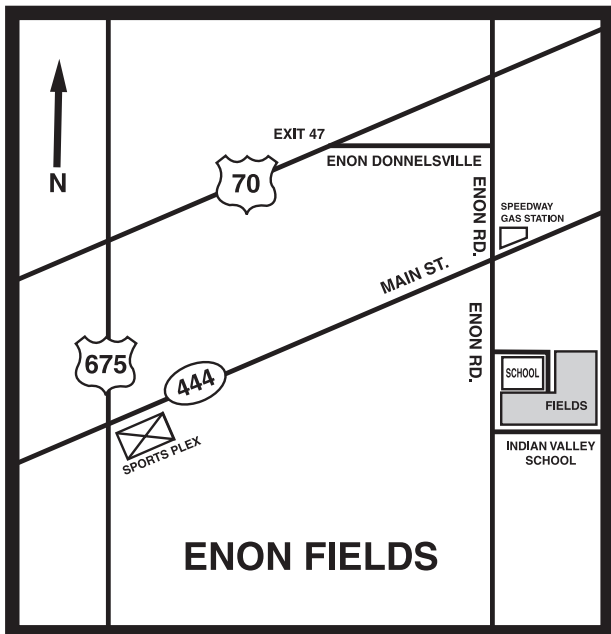 EXIT 47
ENON DONNELSVILLE
70
N
ENON RD.
SPEEDWAY
GAS STATION
MAIN ST.
ENON RD.
675
444
SCHOOL
FIELDS
SPORTS PLEX
INDIAN VALLEY
SCHOOL
ENON FIELDS